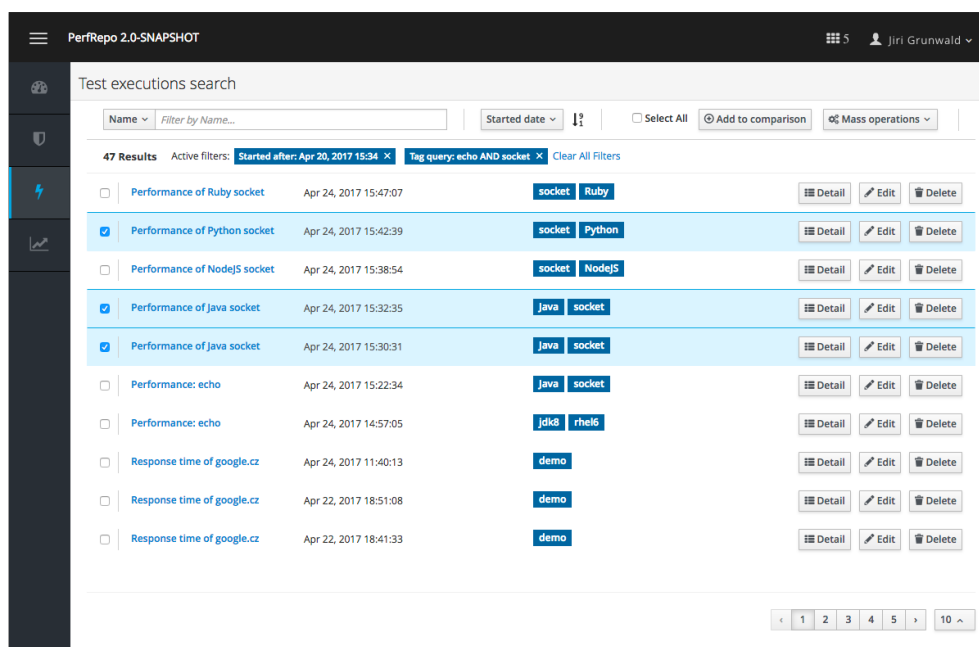 PerfRepo 2.0-SNAPSHOT 5 Jiri Grunwald
Test executions search
Name Filter by Name... Started date Select All Add to comparison Mass operations
47 Results Active filters: Started after: Apr 20, 2017 15:34 × Tag query: echo AND socket × Clear All Filters
Performance of Ruby socket Apr 24, 2017 15:47:07 socket Ruby Detail Edit Delete
Performance of Python socket Apr 24, 2017 15:42:39 socket Python Detail Edit Delete
Performance of NodeJS socket Apr 24, 2017 15:38:54 socket NodeJS Detail Edit Delete
Performance of Java socket Apr 24, 2017 15:32:35 Java socket Detail Edit Delete
Performance of Java socket Apr 24, 2017 15:30:31 Java socket Detail Edit Delete
Performance: echo Apr 24, 2017 15:22:34 Java socket Detail Edit Delete
Performance: echo Apr 24, 2017 14:57:05 jdk8 rhel6 Detail Edit Delete
Response time of google.cz Apr 24, 2017 11:40:13 demo Detail Edit Delete
Response time of google.cz Apr 22, 2017 18:51:08 demo Detail Edit Delete
Response time of google.cz Apr 22, 2017 18:41:33 demo Detail Edit Delete
‹ 1 2 3 4 5 › 10